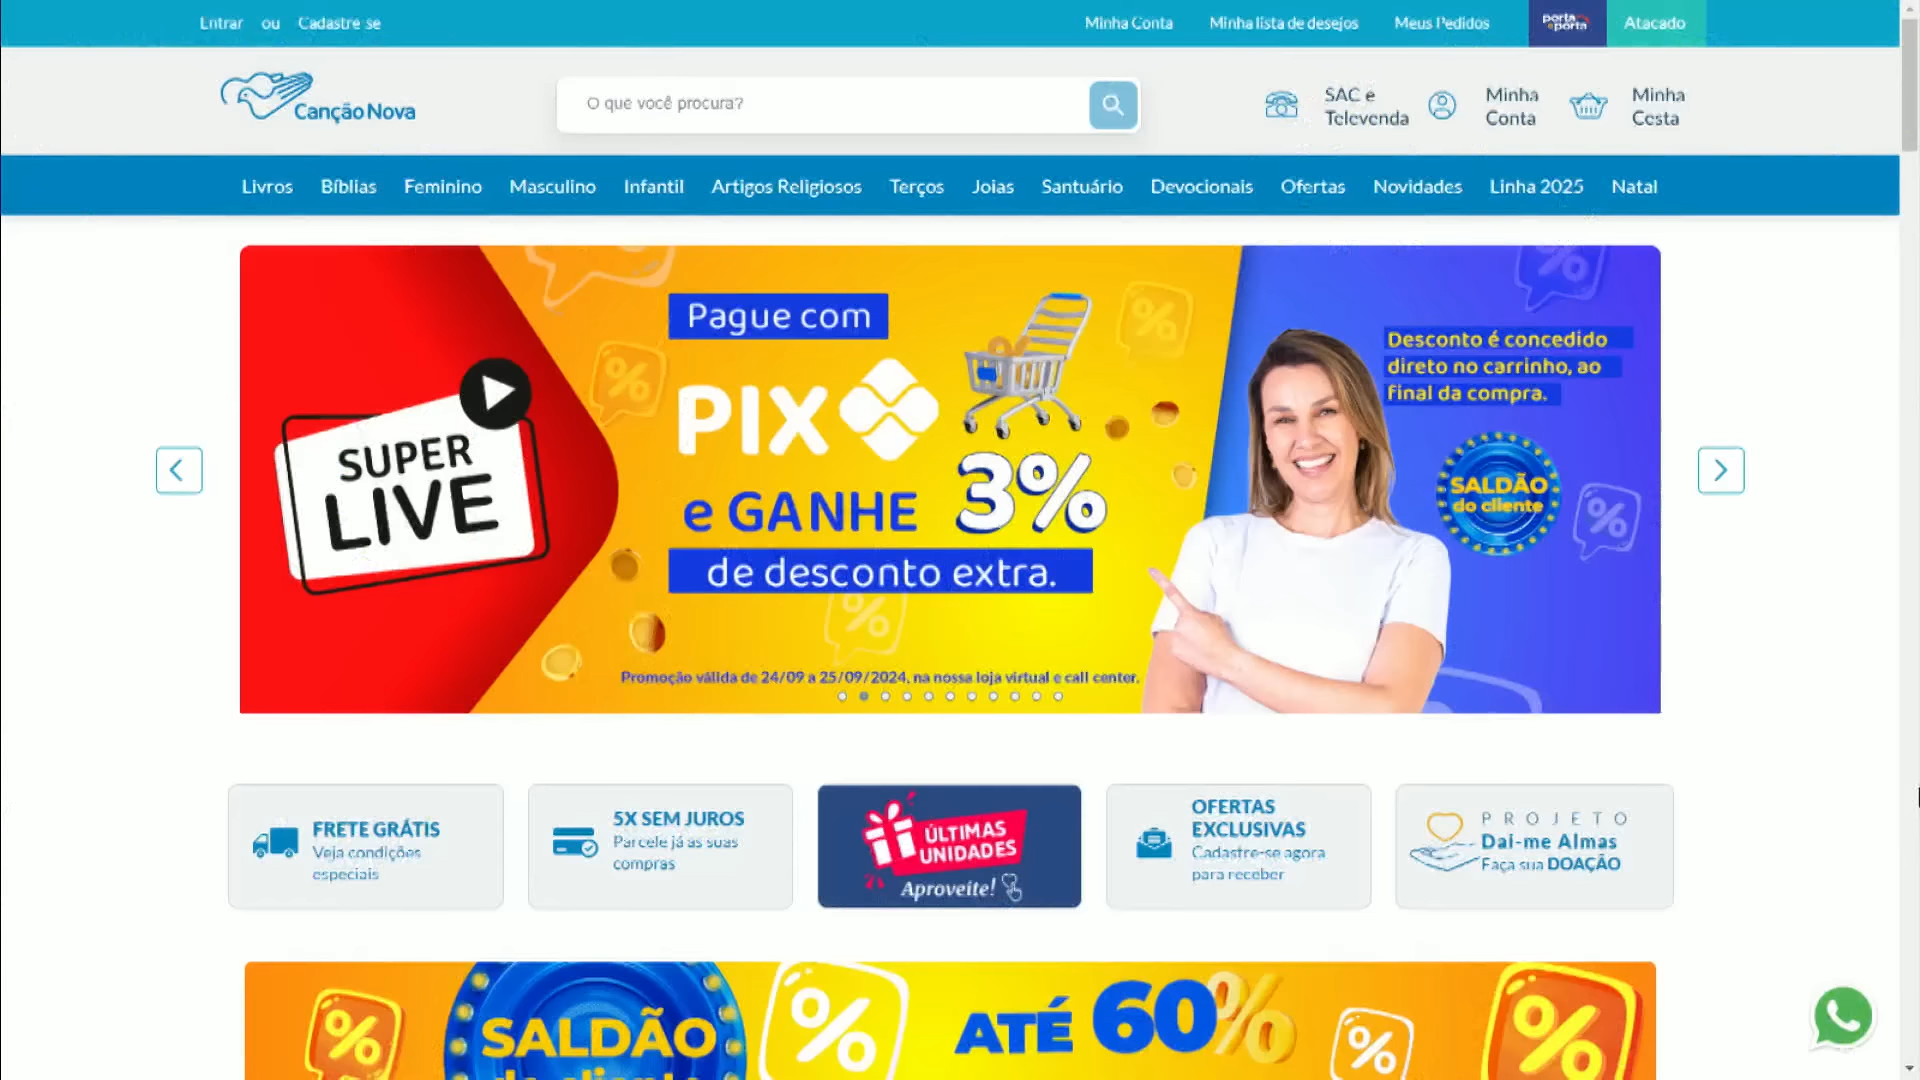 Entrar ou Cadastre se
Minha Conta Minha lista de desejos Meus Pedidos porta a porta Atacado
Canção Nova
O que você procura?
SAC e Televenda
Minha Conta
Minha Cesta
Livros Bíblias Feminino Masculino Infantil Artigos Religiosos Terços Joias Santuário Devocionais Ofertas Novidades Linha 2025 Natal
SUPER
LIVE
Pague com
PIX
e GANHE 3%
de desconto extra.
Promoção válida de 24/09 a 25/09/2024, na nossa loja virtual e call center.
Desconto é concedido
direto no carrinho, ao
final da compra.
SALDÃO
do cliente
FRETE GRÁTIS
Veja condições
especiais
5X SEM JUROS
Parcele já as suas
compras
ÚLTIMAS
UNIDADES
Aproveite!
OFERTAS
EXCLUSIVAS
Cadastre-se agora
para receber
PROJETO
Dai-me Almas
Faça sua DOAÇÃO
SALDÃO
do cliente
ATÉ 60%